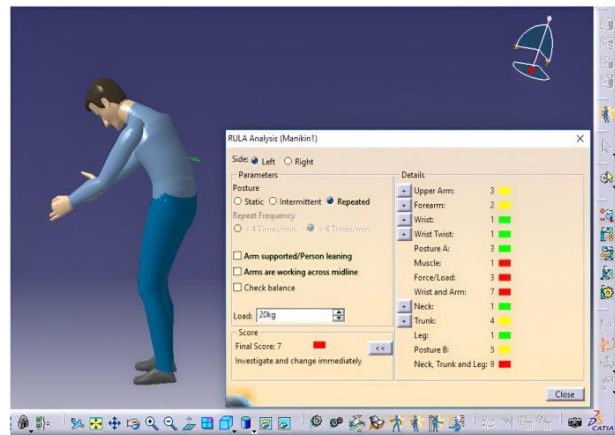 RULA Analysis (Manikin1)
Side: Left Right
Parameters
Posture
Static Intermittent Repeated
Repeat Frequency
< 4 Times/min. > 4 Times/min.
Arm supported/Person leaning
Arms are working across midline
Check balance
Load: 20kg
Score
Final Score: 7
<<
Investigate and change immediately
Details
+ Upper Arm: 3
+ Forearm: 2
+ Wrist: 1
+ Wrist Twist: 1
Posture A: 3
Muscle: 1
Force/Load: 3
Wrist and Arm: 7
+ Neck: 1
+ Trunk: 4
Leg: 1
Posture B: 5
Neck, Trunk and Leg: 9
Close
CATIA